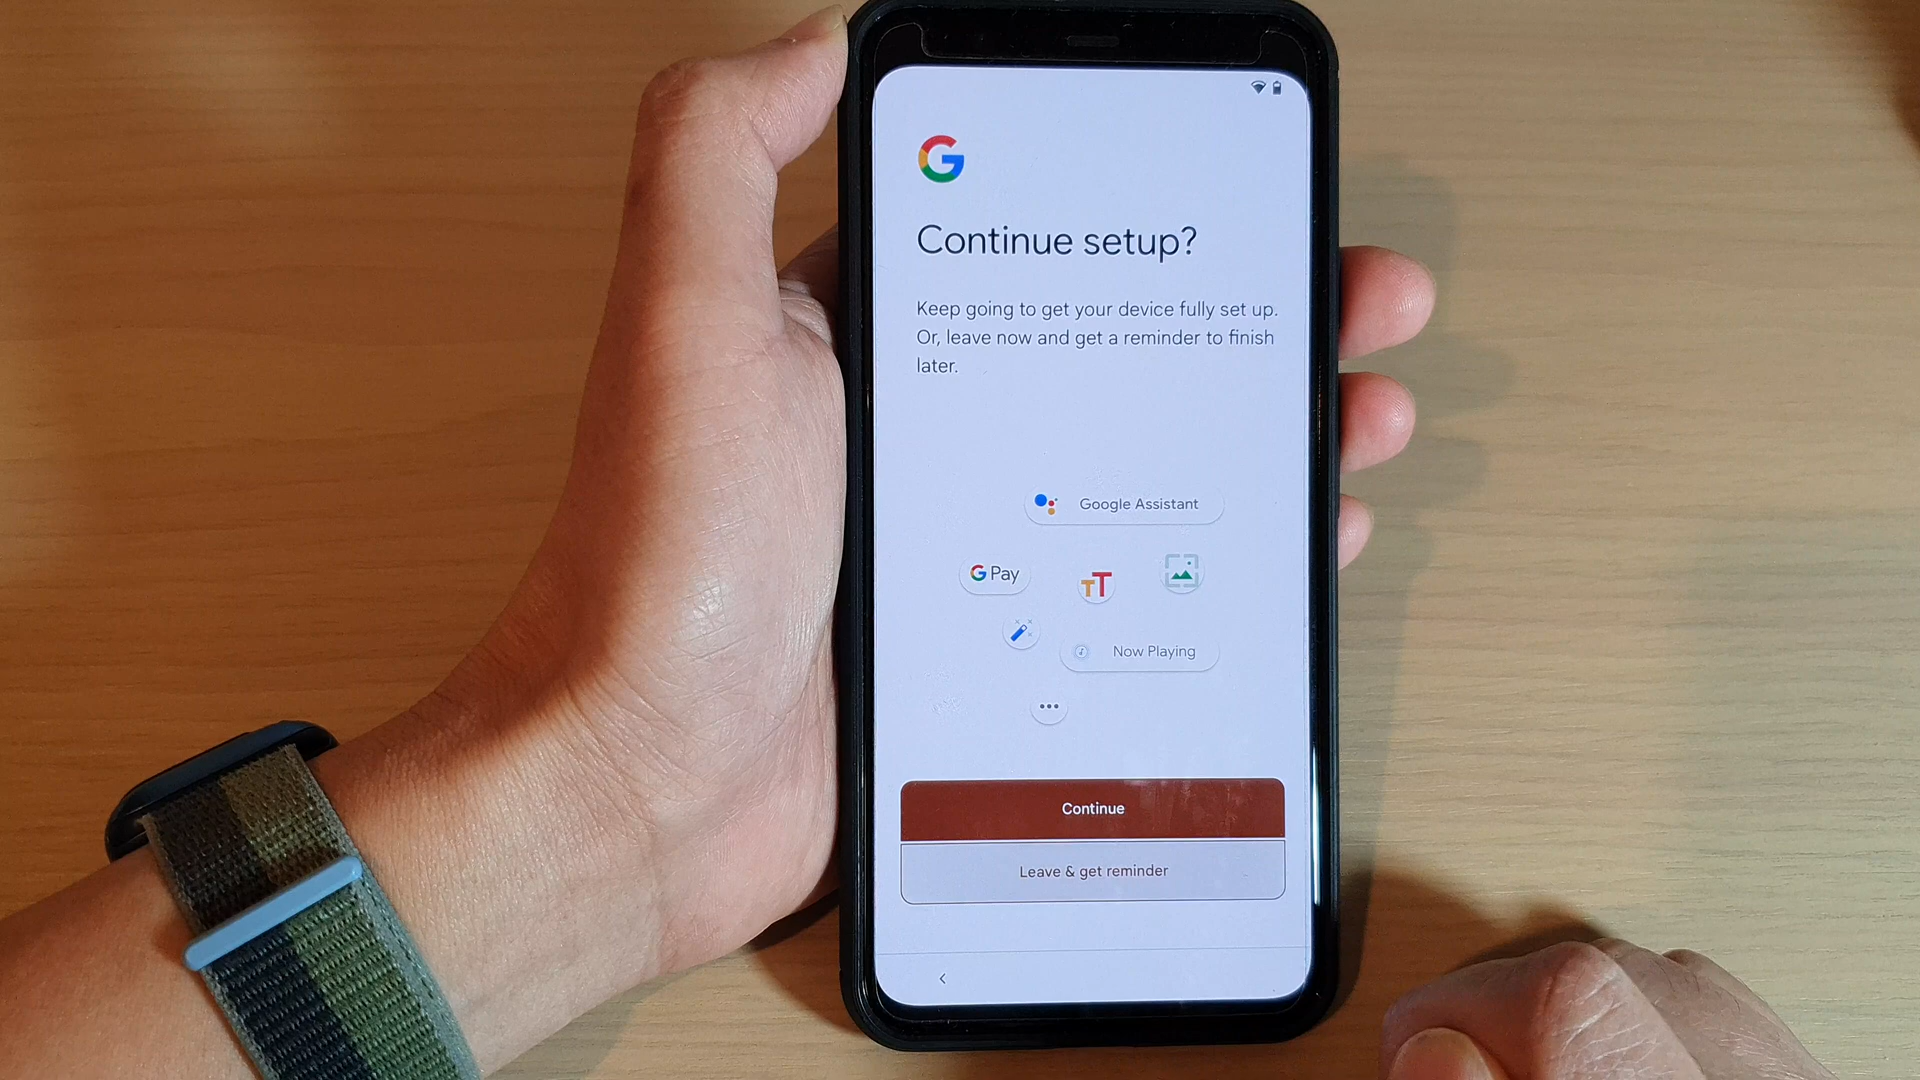 Continue setup?
Keep going to get your device fully set up.
Or, leave now and get a reminder to finish
later.
Google Assistant
G Pay
TT
Now Playing
Continue
Leave & get reminder